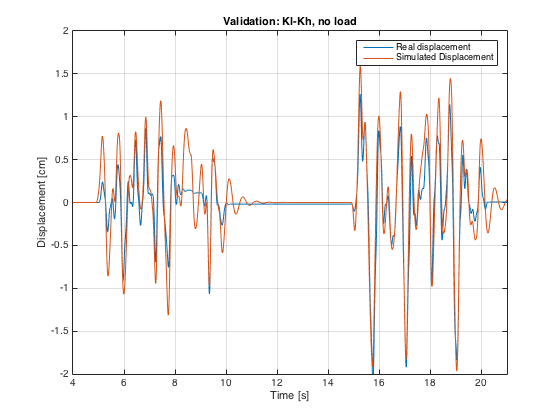 Validation: Kl-Kh, no load
Real displacement
Simulated Displacement
2
1.5
1
0.5
0
-0.5
-1
-1.5
-2
Displacement [cm]
4 6 8 10 12 14 16 18 20
Time [s]